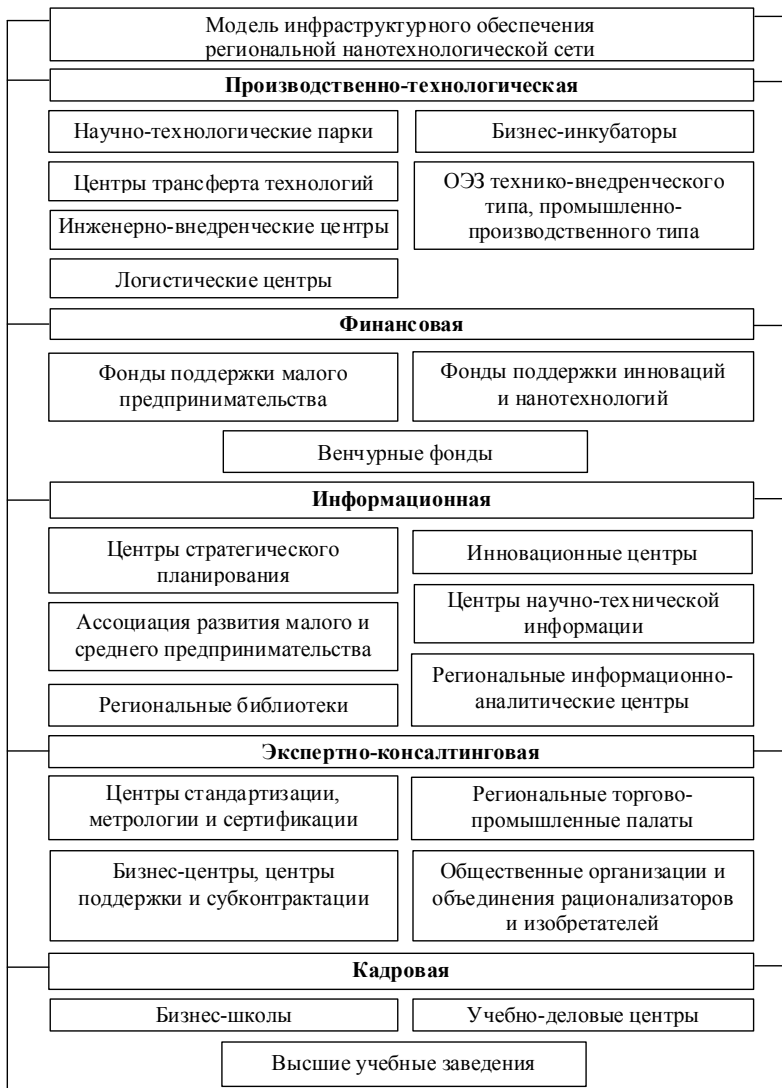 Модель инфраструктурного обеспечения
региональной нанотехнологической сети
Производственно-технологическая
Научно-технологические парки
Бизнес-инкубаторы
Центры трансферта технологий
ОЭЗ технико-внедренческого
типа, промышленно-
производственного типа
Инженерно-внедренческие центры
Логистические центры
Финансовая
Фонды поддержки малого
предпринимательства
Фонды поддержки инноваций
и нанотехнологий
Венчурные фонды
Информационная
Центры стратегического
планирования
Инновационные центры
Центры научно-технической
информации
Ассоциация развития малого и
среднего предпринимательства
Региональные информационно-
аналитические центры
Региональные библиотеки
Экспертно-консалтинговая
Центры стандартизации,
метрологии и сертификации
Региональные торгово-
промышленные палаты
Бизнес-центры, центры
поддержки и субконтрактации
Общественные организации и
объединения рационализаторов
и изобретателей
Кадровая
Бизнес-школы
Учебно-деловые центры
Высшие учебные заведения